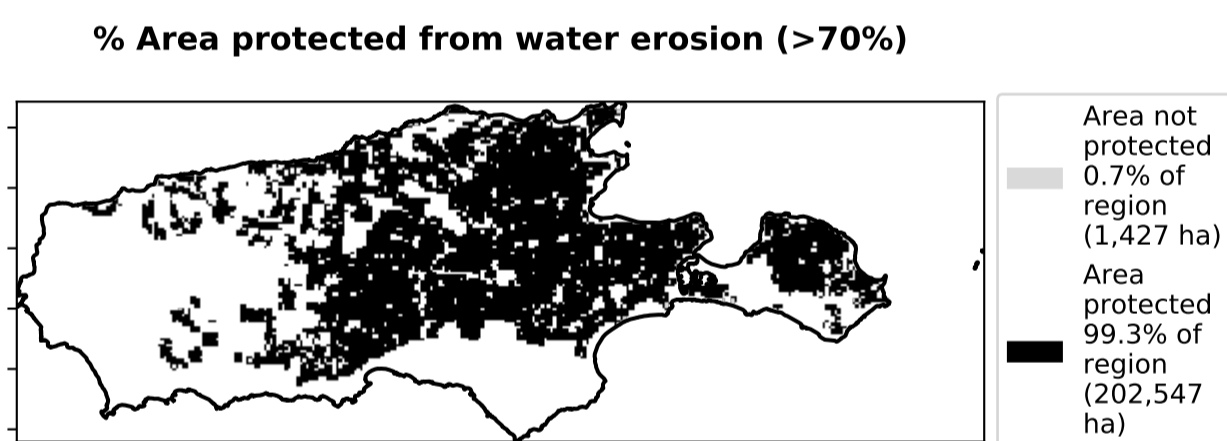 % Area protected from water erosion (>70%)
Area not
protected
0.7% of
region
(1,427 ha)
Area
protected
99.3% of
region
(202,547
ha)